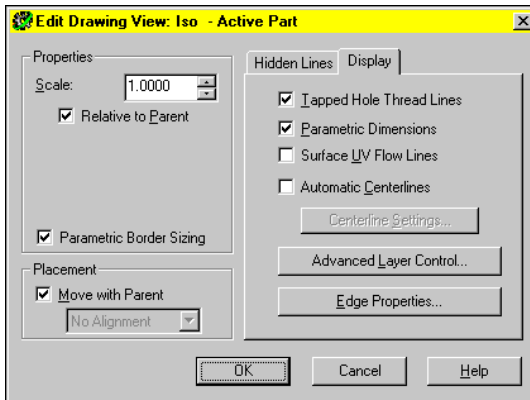 Edit Drawing View: Iso - Active Part
Properties
Scale: 1.0000
Relative to Parent
Parametric Border Sizing
Placement
Move with Parent
No Alignment
Hidden Lines Display
Tapped Hole Thread Lines
Parametric Dimensions
Surface UV Flow Lines
Automatic Centerlines
Centerline Settings...
Advanced Layer Control...
Edge Properties...
OK Cancel Help